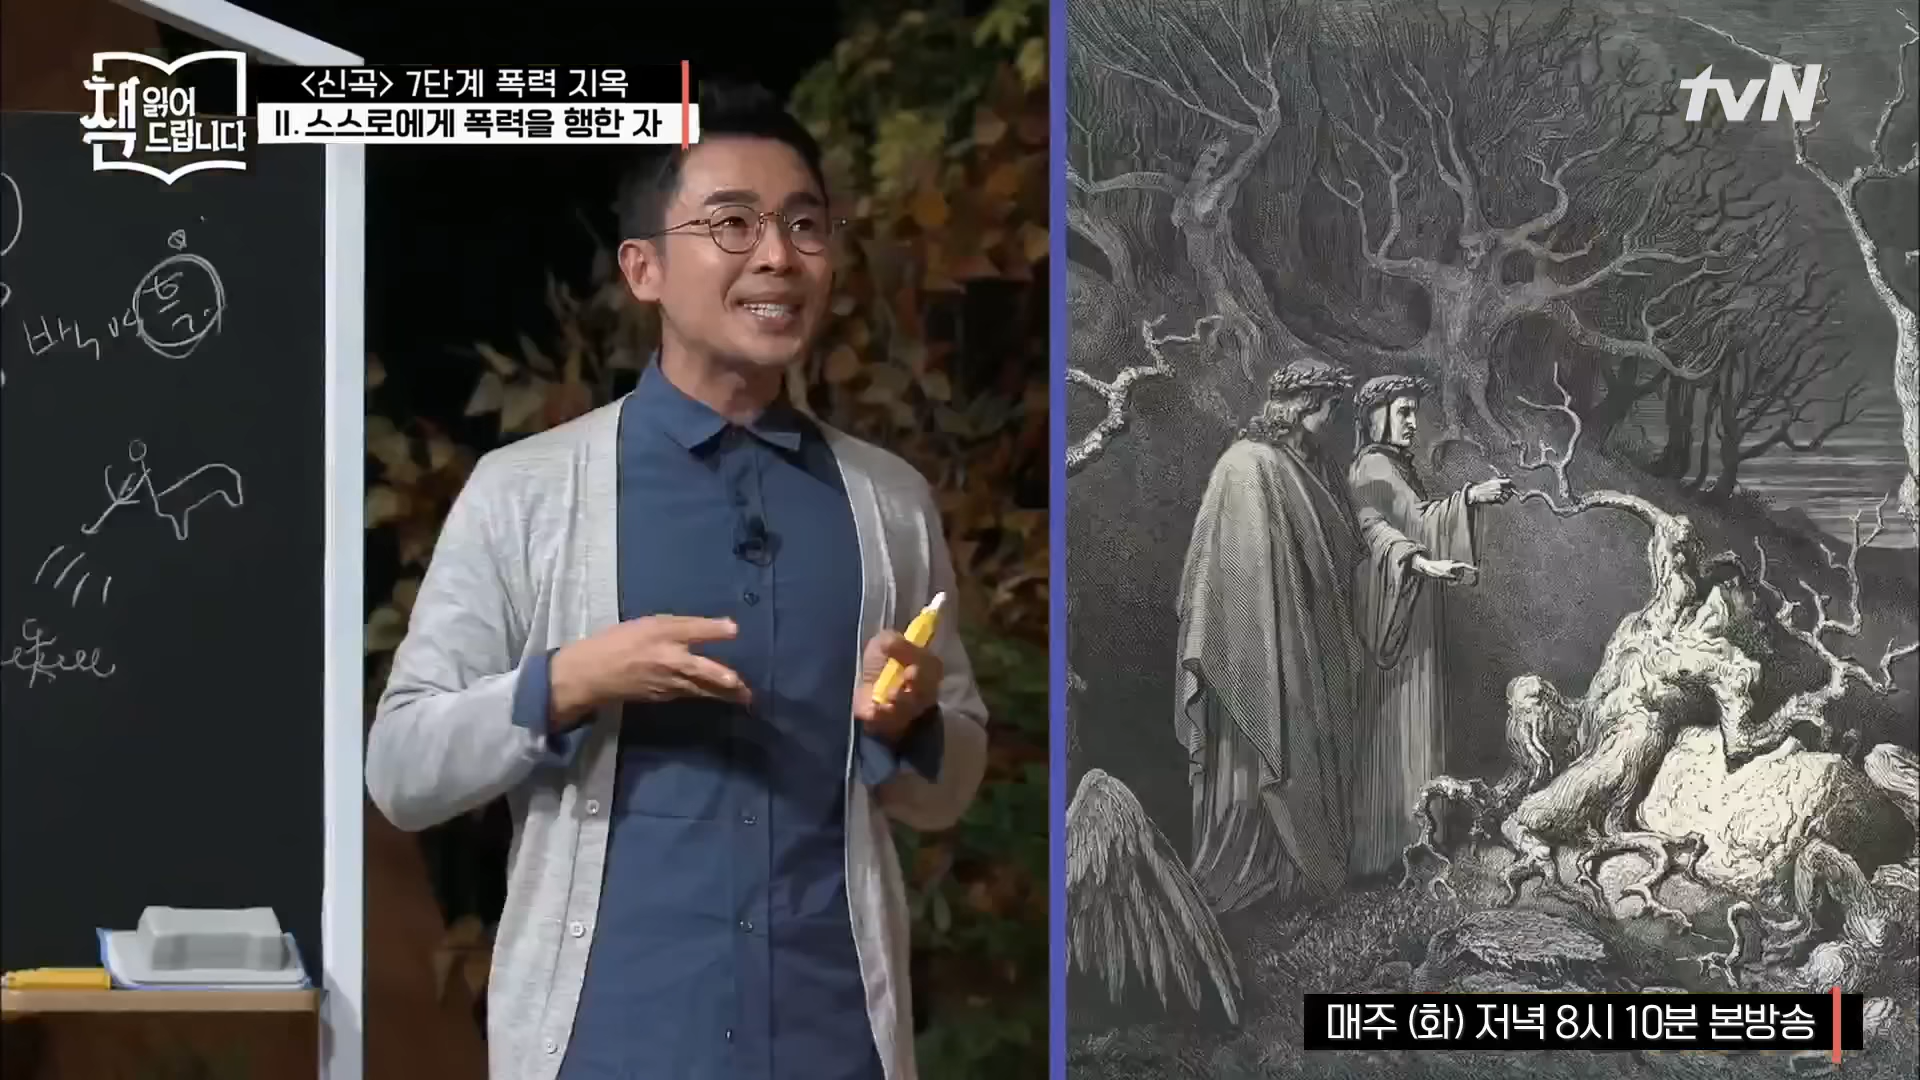 책 읽어
드립니다
<신곡> 7단계 폭력 지옥
II. 스스로에게 폭력을 행한 자
tvN
매주 (화) 저녁 8시 10분 본방송